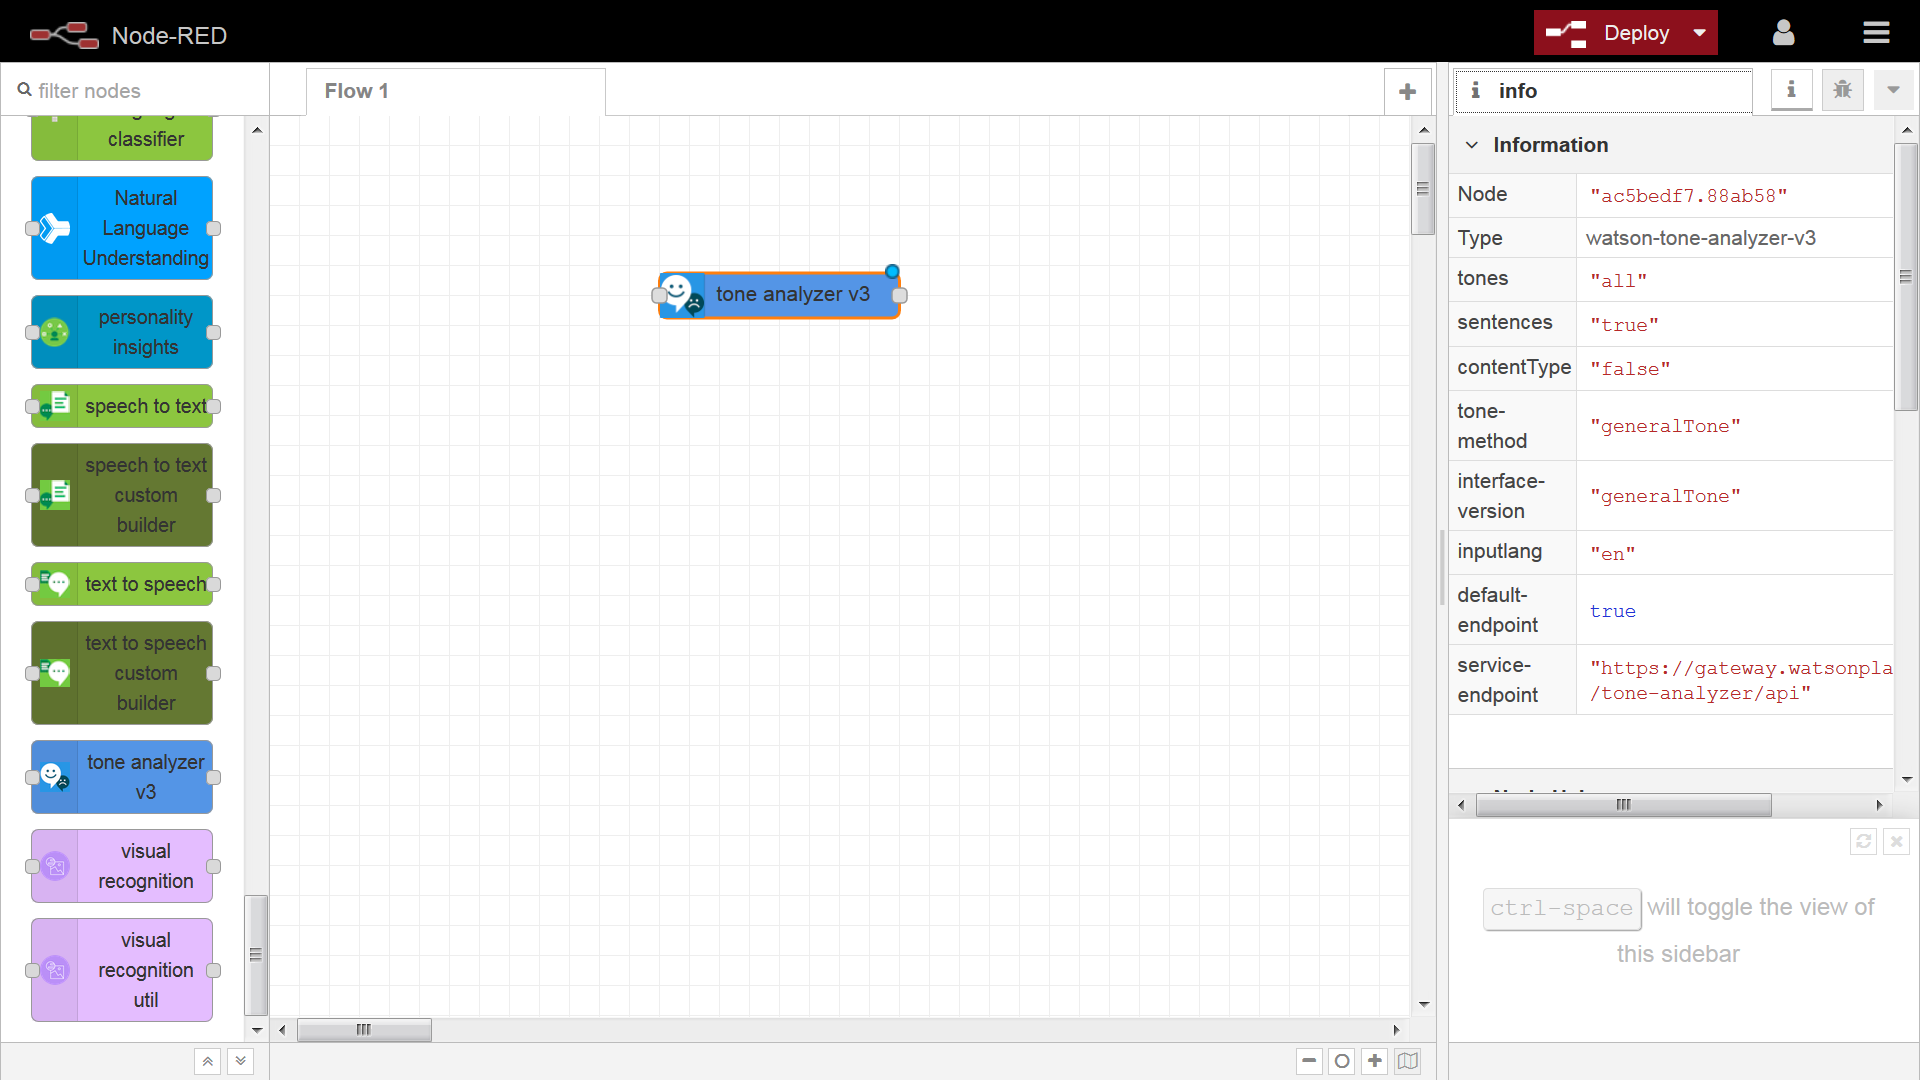 Node-RED
Deploy
filter nodes
classifier
Natural
Language
Understanding
personality
insights
speech to text
speech to text
custom
builder
text to speech
text to speech
custom
builder
tone analyzer
v3
visual
recognition
visual
recognition
util
Flow 1
tone analyzer v3
info
Information
Node "ac5bedf7.88ab58"
Type watson-tone-analyzer-v3
tones "all"
sentences "true"
contentType "false"
tone-
method "generalTone"
interface-
version "generalTone"
inputlang "en"
default-
endpoint true
service-
endpoint "https://gateway.watsonpla
/tone-analyzer/api"
ctrl-space will toggle the view of
this sidebar